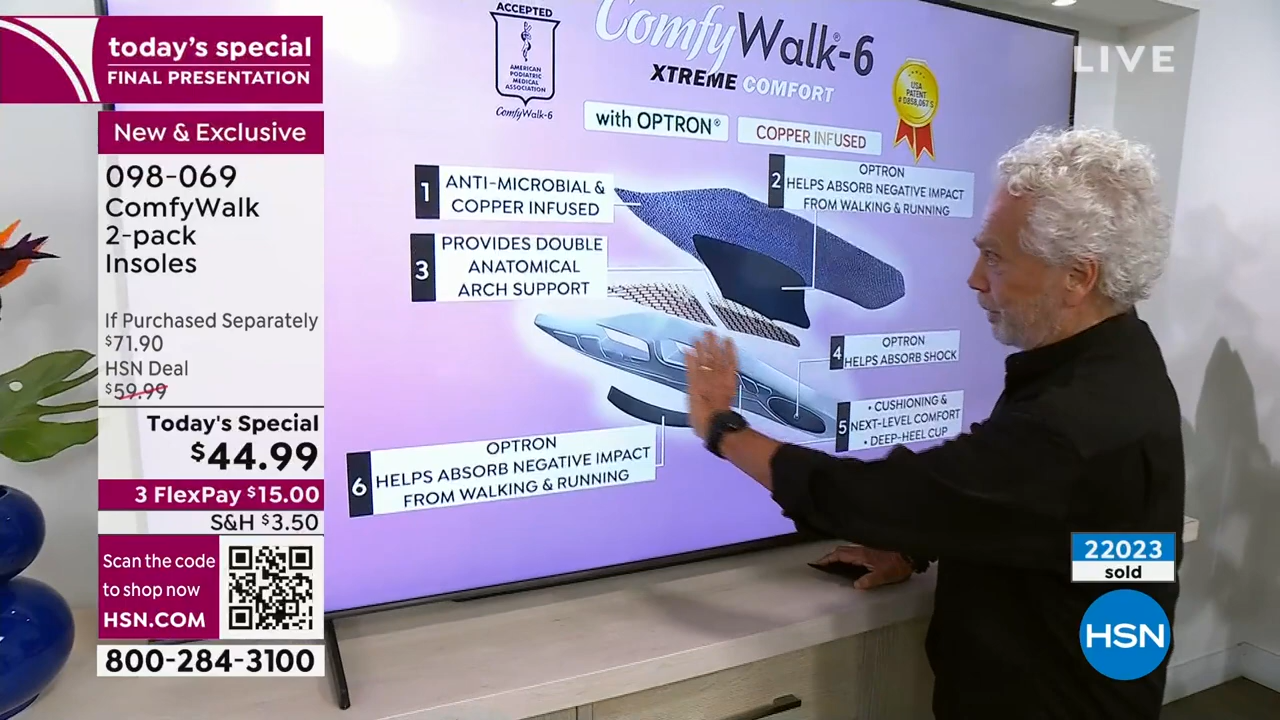 today's special
FINAL PRESENTATION
New & Exclusive
098-069
ComfyWalk
2-pack
Insoles
If Purchased Separately
$71.90
HSN Deal
$59.99
Today's Special
$44.99
3 FlexPay $15.00
S&H $3.50
Scan the code
to shop now
HSN.COM
800-284-3100
ACCEPTED
AMERICAN
PODIATRIC
MEDICAL
ASSOCIATION
ComfyWalk-6
ComfyWalk®-6
XTREME COMFORT
with OPTRON®
COPPER INFUSED
USA
PATENT
1
ANTI-MICROBIAL &
COPPER INFUSED
2
OPTRON
HELPS ABSORB NEGATIVE IMPACT
FROM WALKING & RUNNING
3
PROVIDES DOUBLE
ANATOMICAL
ARCH SUPPORT
4
OPTRON
HELPS ABSORB SHOCK
5
• CUSHIONING &
NEXT-LEVEL COMFORT
• DEEP-HEEL CUP
6
OPTRON
HELPS ABSORB NEGATIVE IMPACT
FROM WALKING & RUNNING
LIVE
22023
sold
HSN